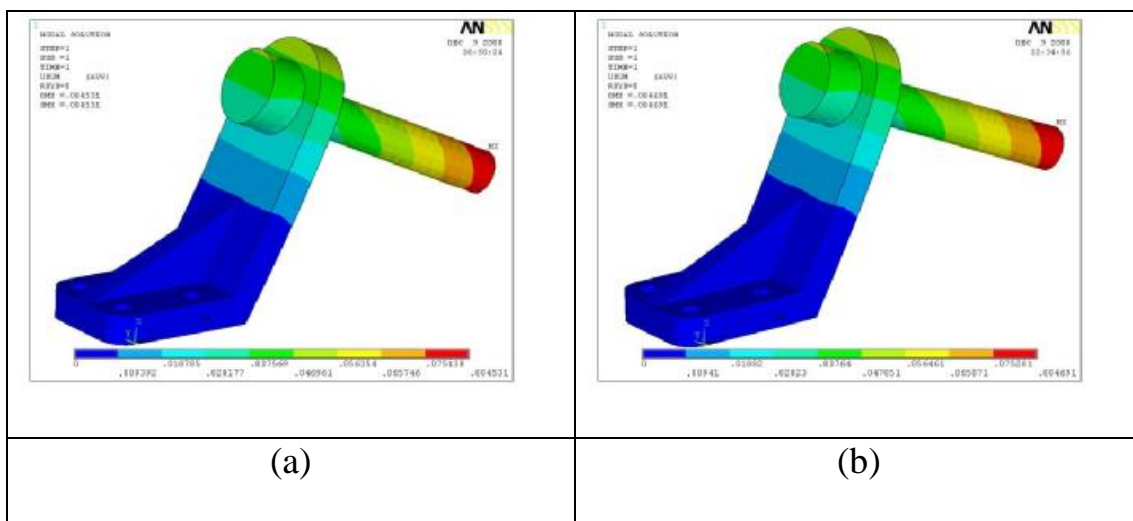 1
NODAL SOLUTION
STEP=1
SUB =1
TIME=1
USUM (AVG)
RSYS=0
DMX =.084531
SMX =.084531
AN
DEC 9 2008
MX
0 .018785 .037569 .056354 .075138
.009392 .028177 .046961 .065746 .084531
(a)
1
NODAL SOLUTION
STEP=1
SUB =1
TIME=1
USUM (AVG)
RSYS=0
DMX =.084691
SMX =.084691
AN
DEC 9 2008
MX
0 .01882 .03764 .056461 .075281
.00941 .02823 .047051 .065871 .084691
(b)